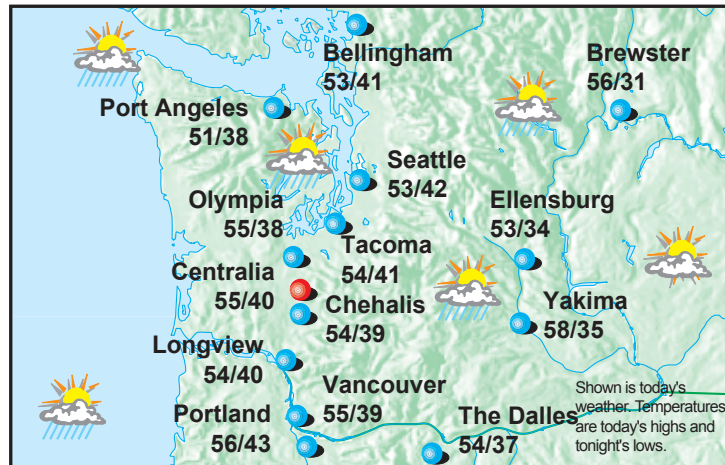 Bellingham
53/41
Brewster
56/31
Port Angeles
51/38
Seattle
53/42
Olympia
55/38
Ellensburg
53/34
Tacoma
54/41
Centralia
55/40
Chehalis
54/39
Yakima
58/35
Longview
54/40
Vancouver
55/39
Portland
56/43
The Dalles
54/37
Shown is today's
weather. Temperatures
are today's highs and
tonight's lows.